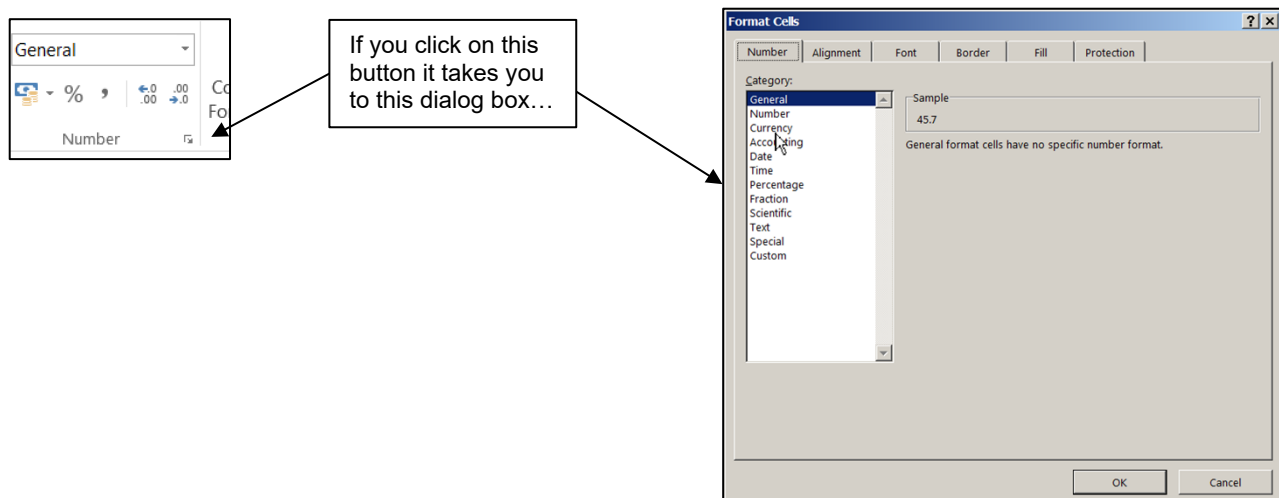 General
% , .0 .00
.00 .0
Co
Fo
Number
If you click on this
button it takes you
to this dialog box…
Format Cells
Number Alignment Font Border Fill Protection
Category:
General
Number
Currency
Accounting
Date
Time
Percentage
Fraction
Scientific
Text
Special
Custom
Sample
45.7
General format cells have no specific number format.
OK Cancel